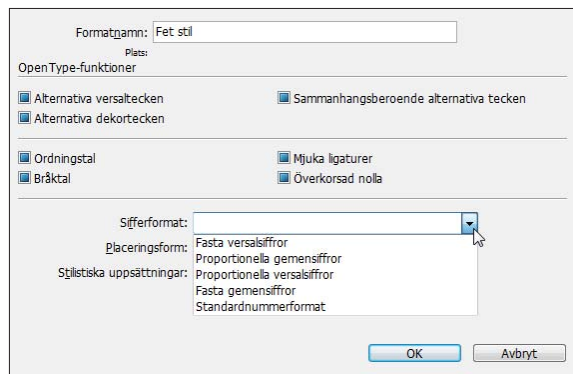 Formatnamn: Fet stil
Plats:
OpenType-funktioner
Alternativa versaltecken
Sammanhangsberoende alternativa tecken
Alternativa dekortecken
Ordningstal
Mjuka ligaturer
Bråktal
Överkorsad nolla
Sifferformat:
Placeringsform:
Stilistiska uppsättningar:
Fasta versalsiffror
Proportionella gemensiffror
Proportionella versalsiffror
Fasta gemensiffror
Standardnummerformat
OK
Avbryt